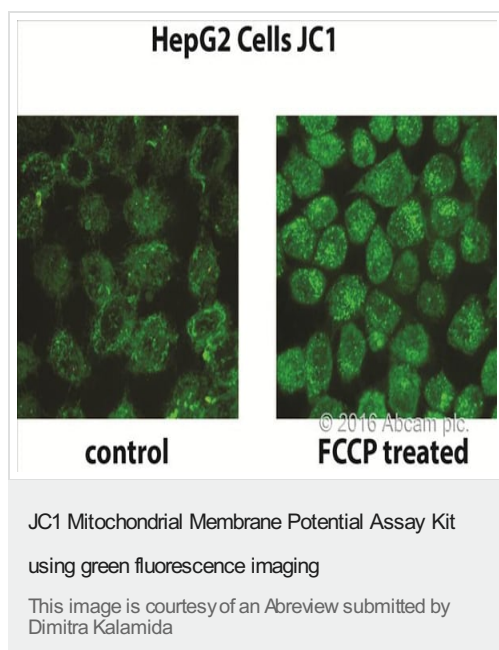 HepG2 Cells JC1
© 2016 Abcam plc.
control
FCCP treated
JC1 Mitochondrial Membrane Potential Assay Kit
using green fluorescence imaging
This image is courtesy of an Abreview submitted by
Dimitra Kalamida